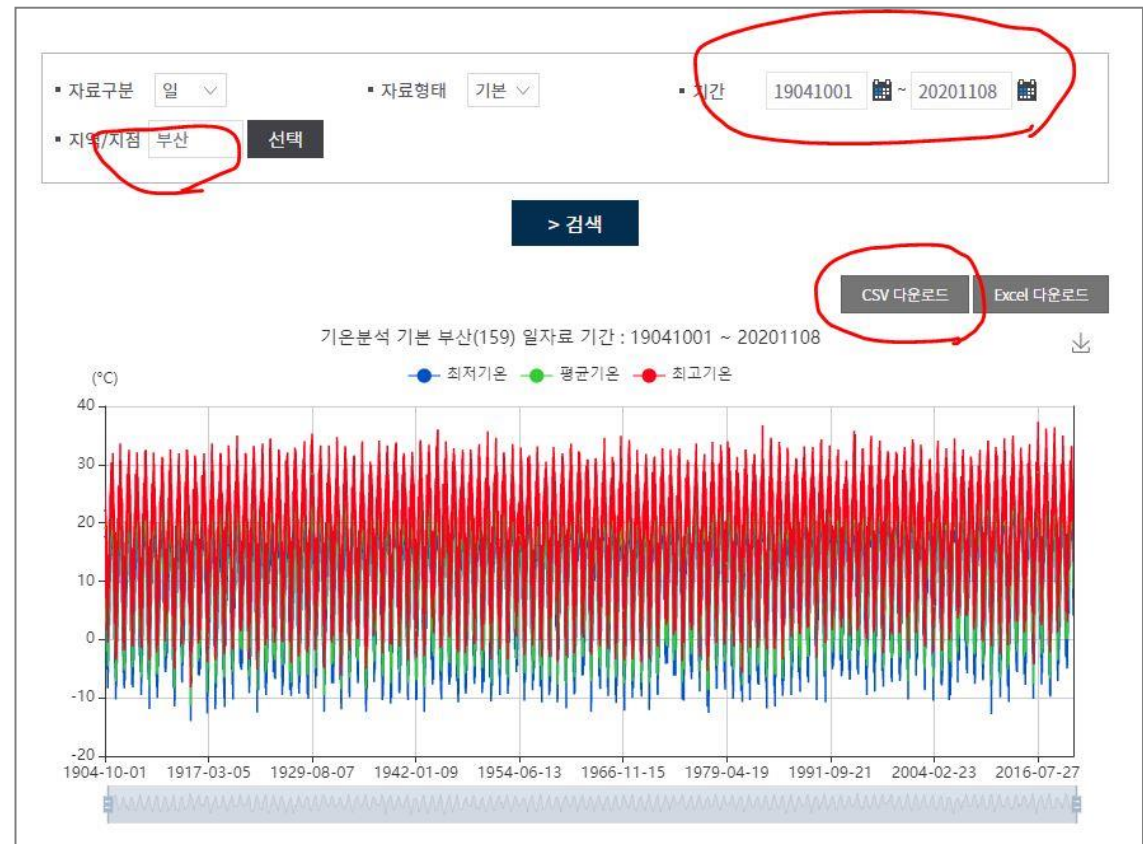 ▪ 자료구분 일 ▪ 자료형태 기본 ▪ 기간 19041001 ~ 20201108
▪ 지역/지점 부산 선택
> 검색
CSV 다운로드 Excel 다운로드
기온분석 기본 부산(159) 일자료 기간 : 19041001 ~ 20201108
(°C) 최저기온 평균기온 최고기온
40
30
20
10
0
-10
-20
1904-10-01 1917-03-05 1929-08-07 1942-01-09 1954-06-13 1966-11-15 1979-04-19 1991-09-21 2004-02-23 2016-07-27